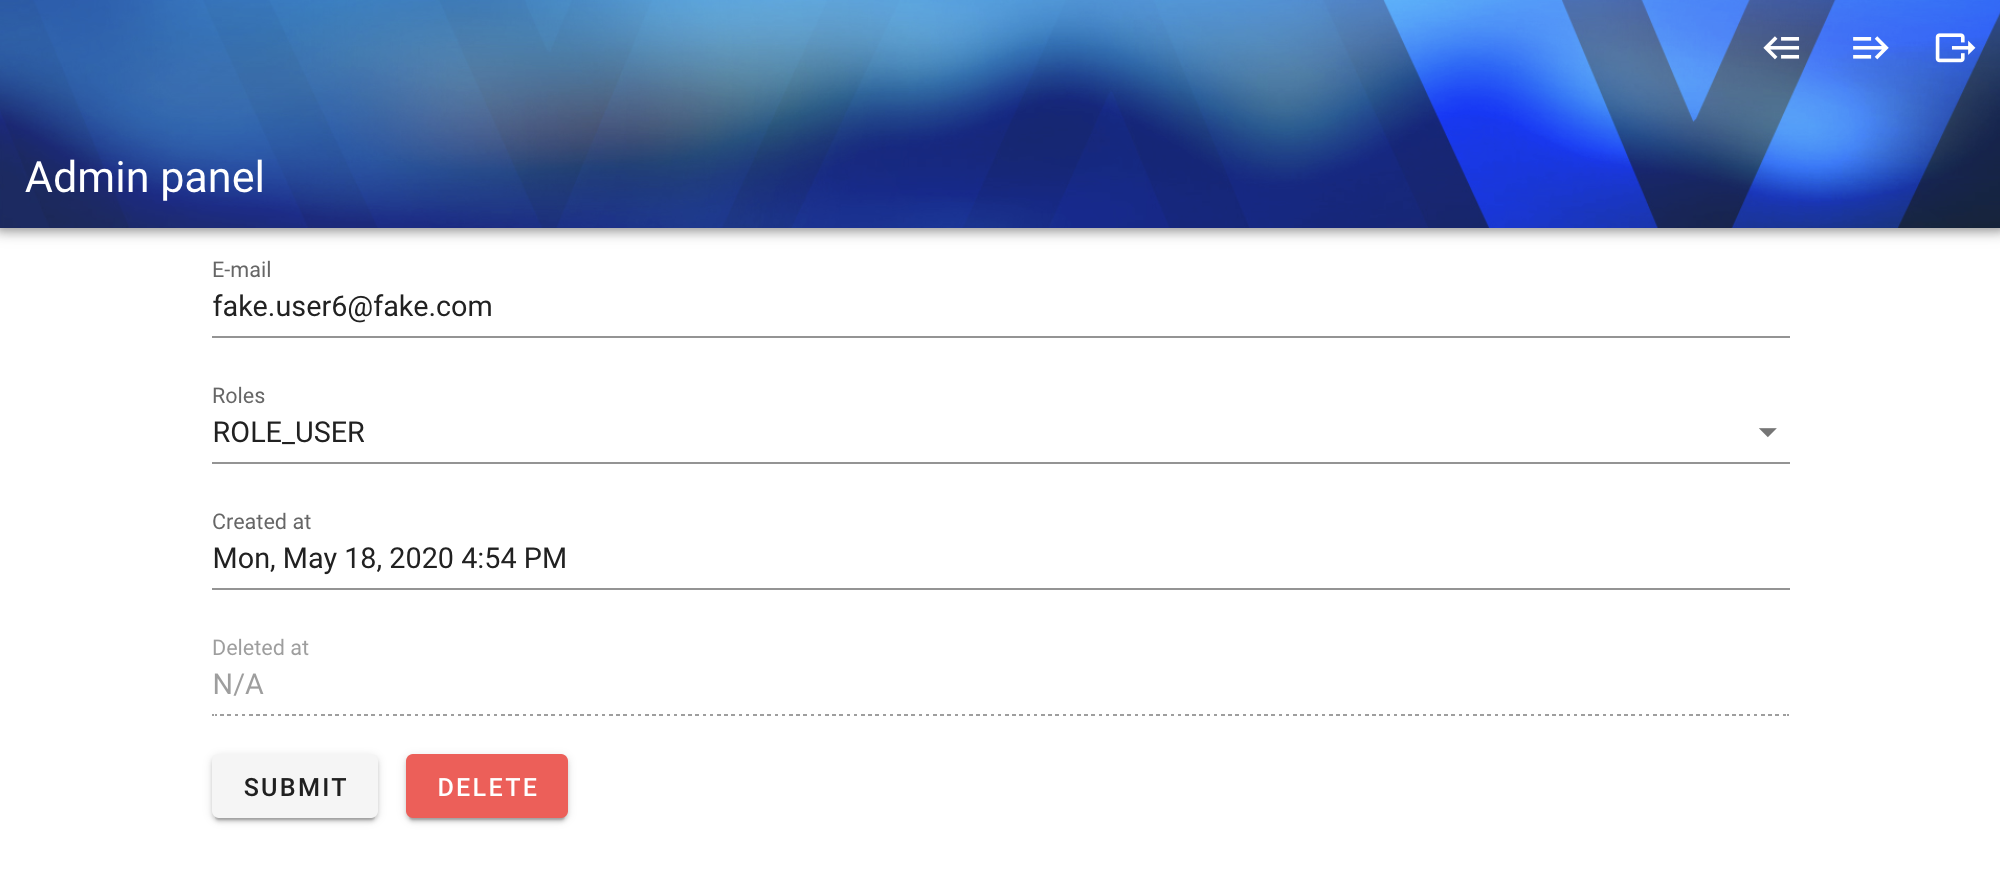 Admin panel
E-mail
fake.user6@fake.com
Roles
ROLE_USER
Created at
Mon, May 18, 2020 4:54 PM
Deleted at
N/A
SUBMIT
DELETE